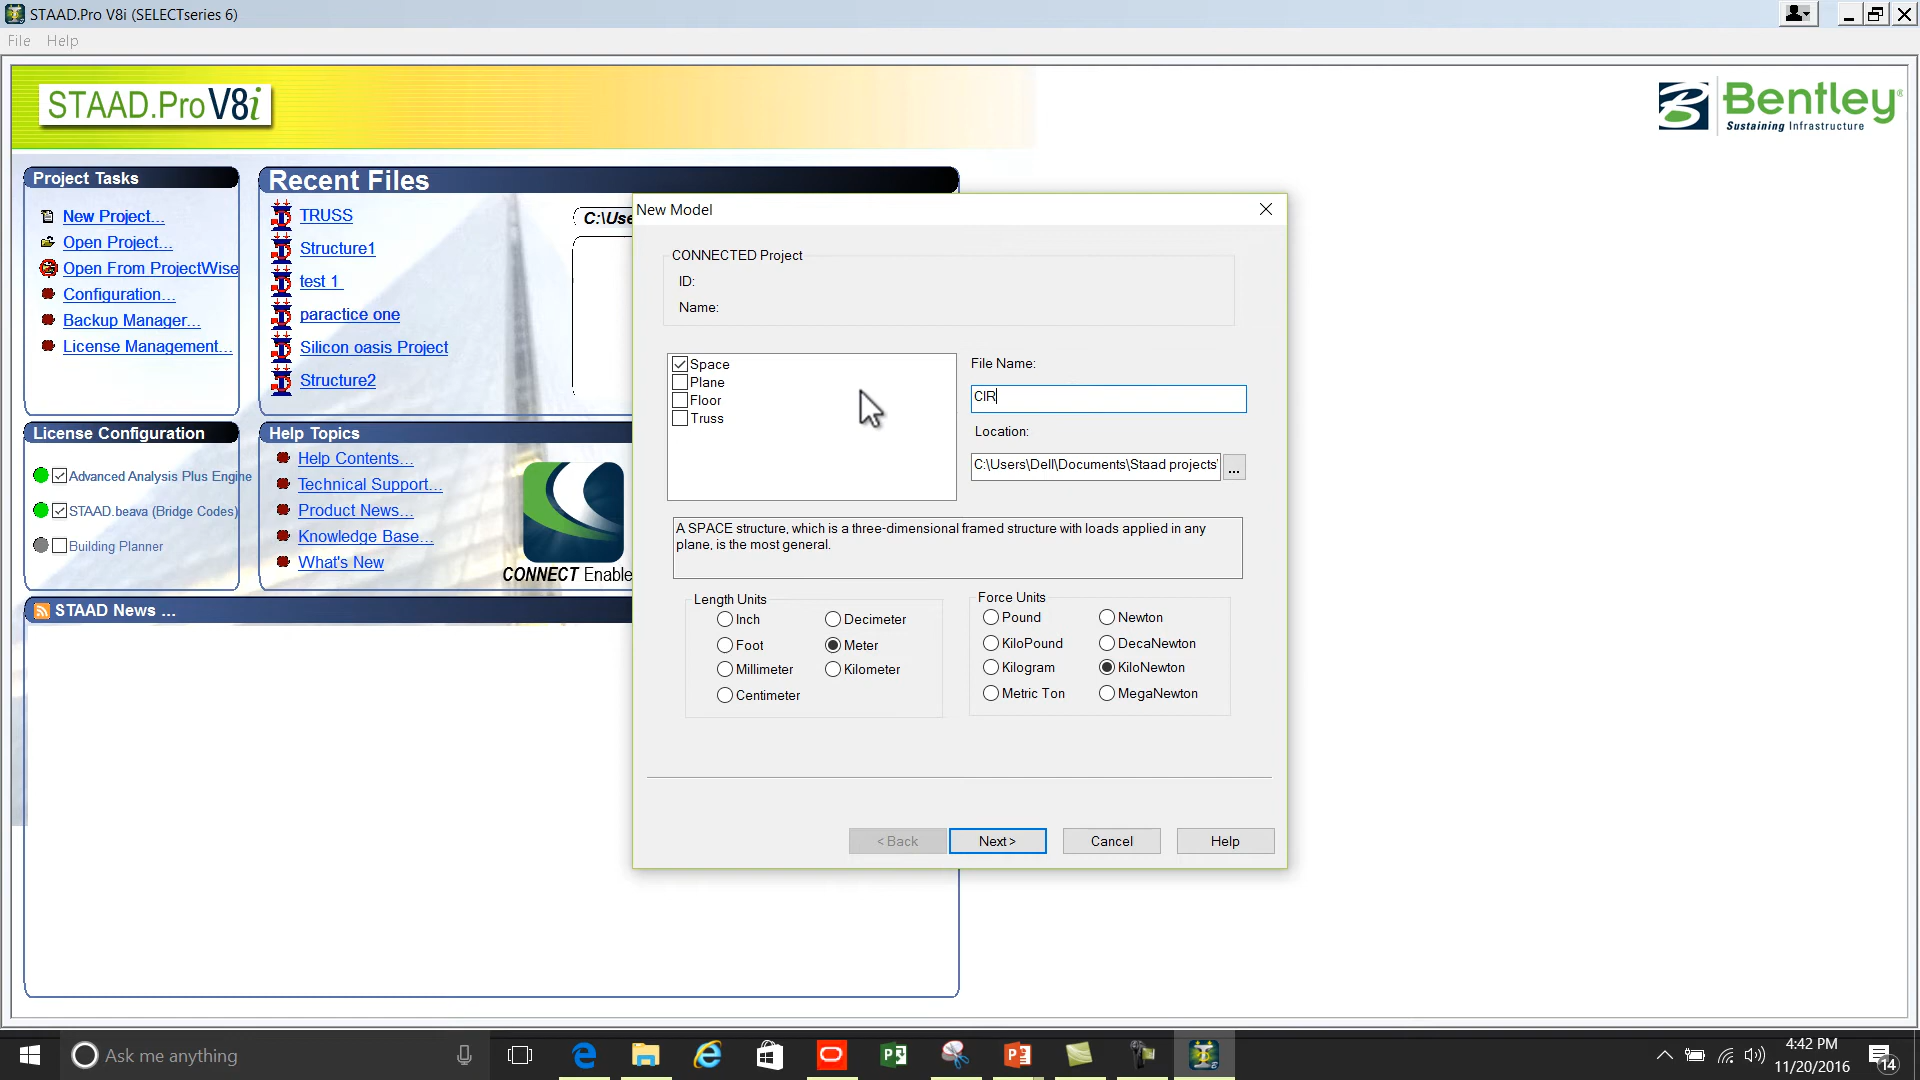 STAAD.Pro V8i (SELECTseries 6)
File Help
STAAD.Pro V8i
Bentley®
Sustaining Infrastructure
Project Tasks
New Project...
Open Project...
Open From ProjectWise
Configuration...
Backup Manager...
License Management...
Recent Files
TRUSS
Structure1
test 1
paractice one
Silicon oasis Project
Structure2
C:\Use
License Configuration
Advanced Analysis Plus Engine
STAAD.beava (Bridge Codes)
Building Planner
Help Topics
Help Contents...
Technical Support...
Product News...
Knowledge Base...
What's New
CONNECT Enable
STAAD News ...
New Model
CONNECTED Project
ID:
Name:
Space
Plane
Floor
Truss
File Name:
CIR
Location:
C:\Users\Dell\Documents\Staad projects\
...
A SPACE structure, which is a three-dimensional framed structure with loads applied in any
plane, is the most general.
Length Units
Inch
Foot
Millimeter
Centimeter
Decimeter
Meter
Kilometer
Force Units
Pound
KiloPound
Kilogram
Metric Ton
Newton
DecaNewton
KiloNewton
MegaNewton
< Back
Next >
Cancel
Help
Ask me anything
4:42 PM
11/20/2016
14